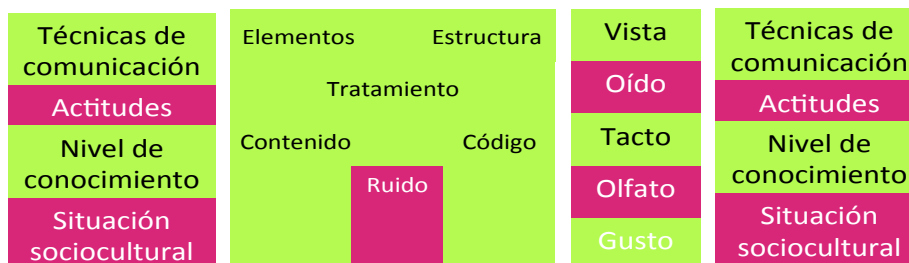 Técnicas de
comunicación
Actitudes
Nivel de
conocimiento
Situación
sociocultural
Elementos Estructura
Tratamiento
Contenido Código
Ruido
Vista
Oído
Tacto
Olfato
Gusto
Técnicas de
comunicación
Actitudes
Nivel de
conocimiento
Situación
sociocultural